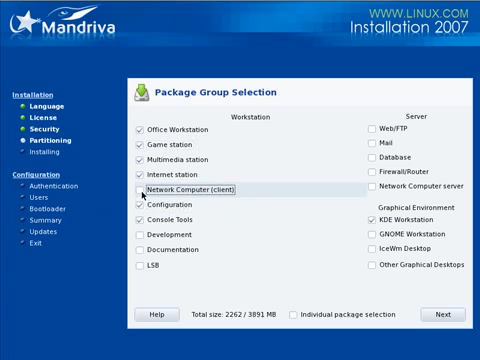 WWW.LINUX.COM
Mandriva
Installation 2007
Installation
Language
License
Security
Partitioning
Installing
Configuration
Authentication
Users
Bootloader
Summary
Updates
Exit
Package Group Selection
Workstation
Office Workstation
Game station
Multimedia station
Internet station
Network Computer (client)
Configuration
Console Tools
Development
Documentation
LSB
Server
Web/FTP
Mail
Database
Firewall/Router
Network Computer server
Graphical Environment
KDE Workstation
GNOME Workstation
IceWm Desktop
Other Graphical Desktops
Help
Total size: 2262 / 3891 MB
Individual package selection
Next